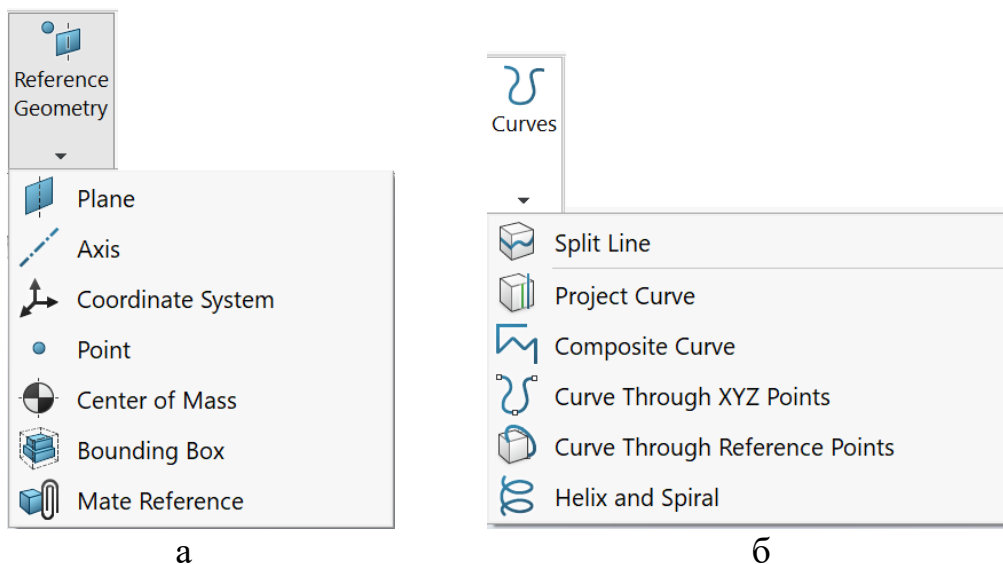 Reference
Geometry
Plane
Axis
Coordinate System
Point
Center of Mass
Bounding Box
Mate Reference
а
Curves
Split Line
Project Curve
Composite Curve
Curve Through XYZ Points
Curve Through Reference Points
Helix and Spiral
б